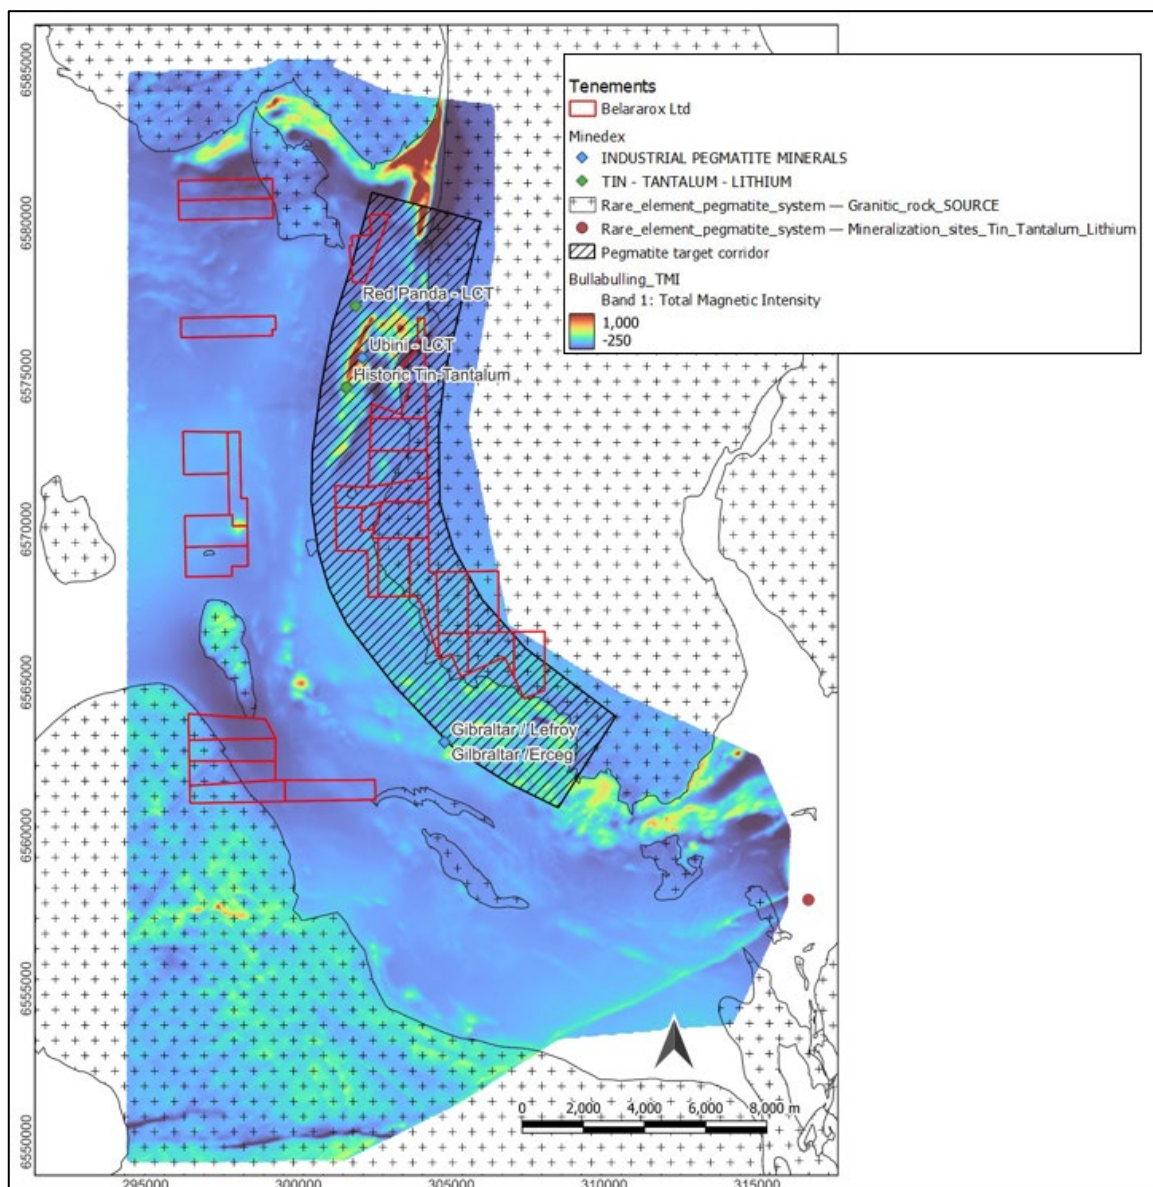 Tenements
Belararox Ltd
Minedex
INDUSTRIAL PEGMATITE MINERALS
TIN - TANTALUM - LITHIUM
Rare_element_pegmatite_system — Granitic_rock_SOURCE
Rare_element_pegmatite_system — Mineralization_sites_Tin_Tantalum_Lithium
Pegmatite target corridor
Bullabulling_TMI
Band 1: Total Magnetic Intensity
1,000
-250
6585000
6580000
6575000
6570000
6565000
6560000
6555000
6550000
Red Panda - LCT
Ubini - LCT
Historic Tin-Tantalum
Gibraltar / Lefroy
Gilbraltar /Erceg
0 2,000 4,000 6,000 8,000 m
295000 300000 305000 310000 315000